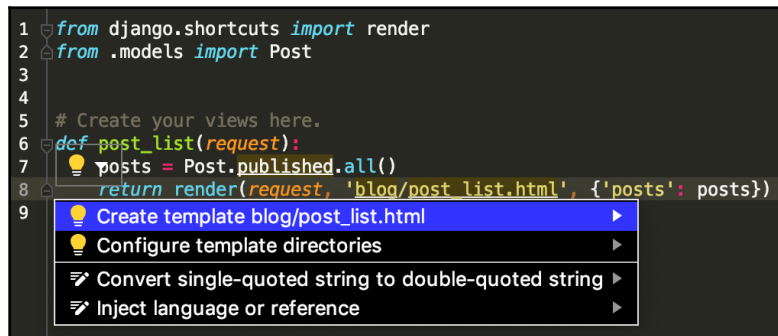 1 from django.shortcuts import render
2 from .models import Post
3
4
5 # Create your views here.
6 def post_list(request):
7 posts = Post.published.all()
8 return render(request, 'blog/post_list.html', {'posts': posts})
9
Create template blog/post_list.html
Configure template directories
Convert single-quoted string to double-quoted string
Inject language or reference